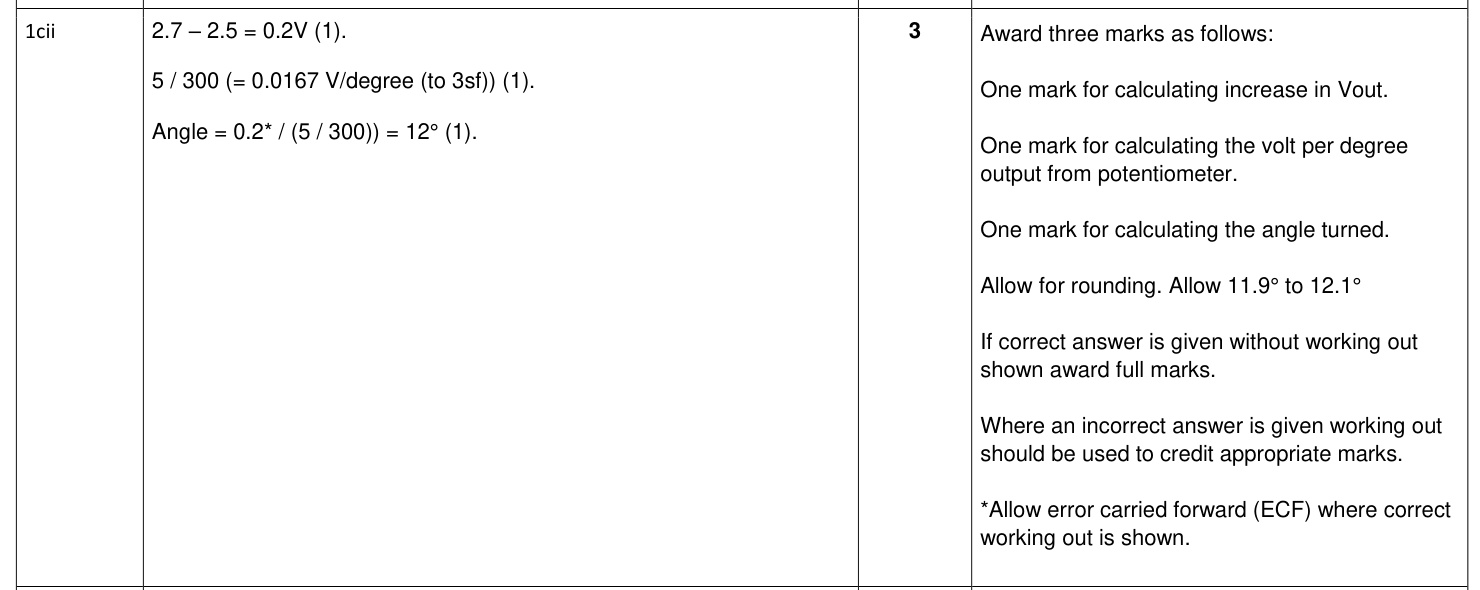 1cii
2.7 – 2.5 = 0.2V (1).
5 / 300 (= 0.0167 V/degree (to 3sf)) (1).
Angle = 0.2* / (5 / 300)) = 12° (1).
3
Award three marks as follows:
One mark for calculating increase in Vout.
One mark for calculating the volt per degree
output from potentiometer.
One mark for calculating the angle turned.
Allow for rounding. Allow 11.9° to 12.1°
If correct answer is given without working out
shown award full marks.
Where an incorrect answer is given working out
should be used to credit appropriate marks.
*Allow error carried forward (ECF) where correct
working out is shown.